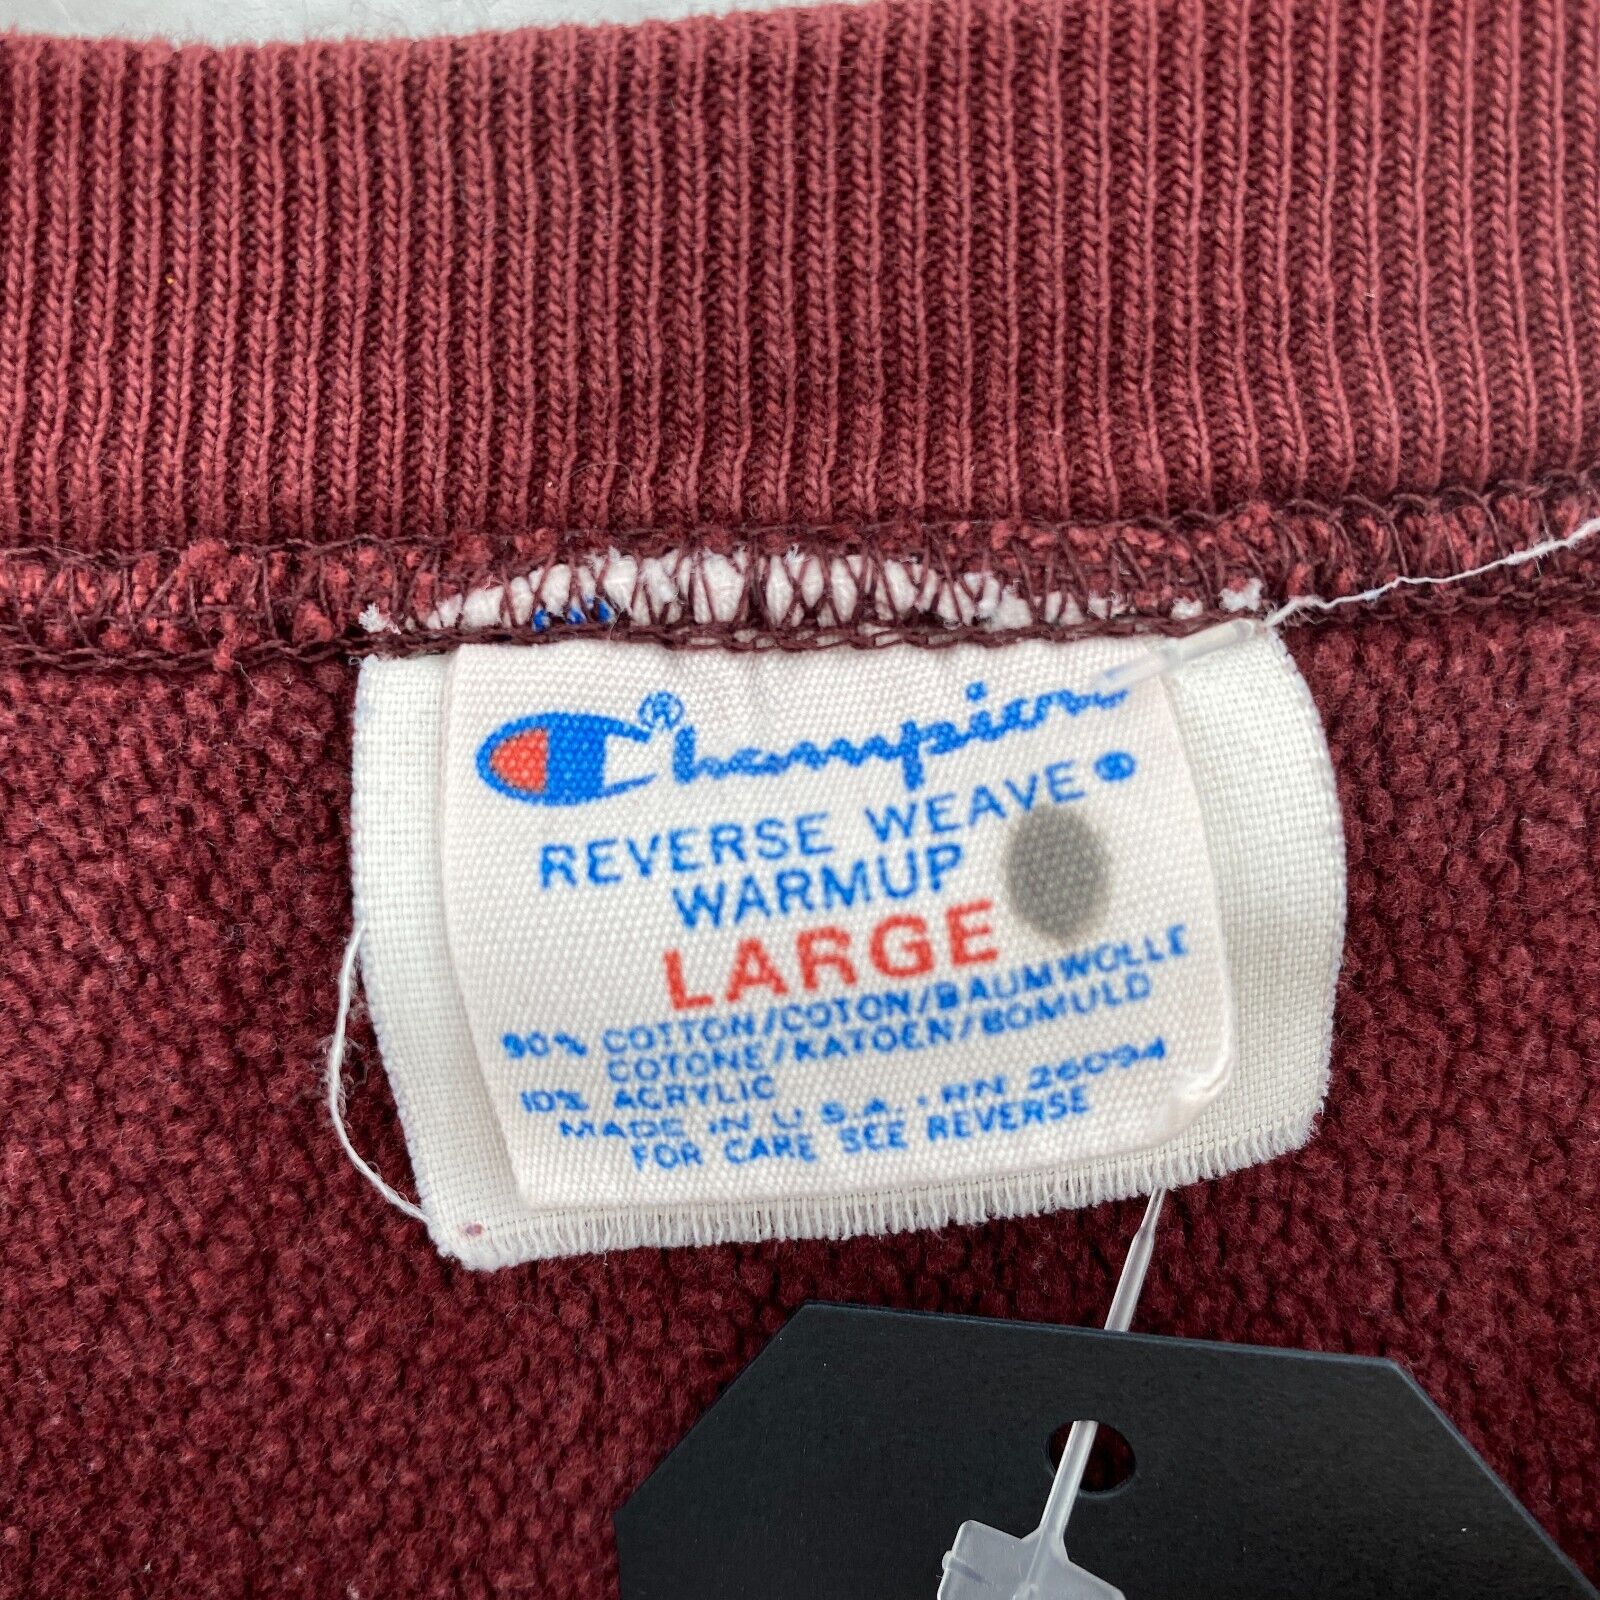 Champion®
REVERSE WEAVE®
WARMUP
LARGE
90% COTTON/COTON/BAUMWOLLE
COTONE/KATOEN/BOMULD
10% ACRYLIC
MADE IN U.S.A. · RN 26094
FOR CARE SEE REVERSE